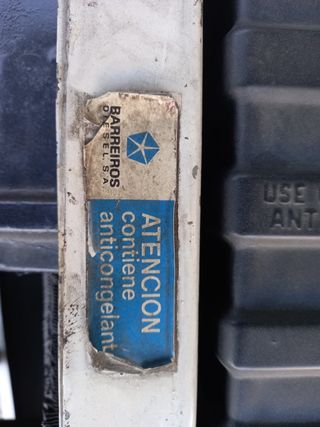 BARREIROS
DIESEL, S.A.
ATENCION
contiene
anticongelant
USE
ANT